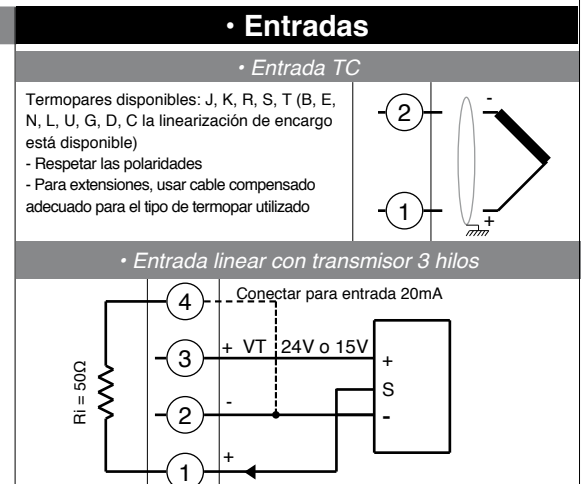 • Entradas
• Entrada TC
Termopares disponibles: J, K, R, S, T (B, E,
N, L, U, G, D, C la linearización de encargo
está disponible)
- Respetar las polaridades
- Para extensiones, usar cable compensado
adecuado para el tipo de termopar utilizado
2
-
1
+
• Entrada linear con transmisor 3 hilos
4
Conectar para entrada 20mA
3
+ VT 24V o 15V
+
S
Ri = 50Ω
2
-
-
1
+